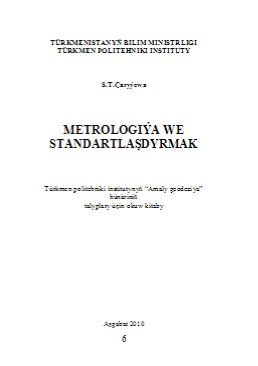 TÜRKMENISTANYŇ BILIM MINISTRLIGI
TÜRKMEN POLITEHNIKI INSTITUTY
S.T.Çaryýewa
METROLOGIÝA WE
STANDARTLAŞDYRMAK
Türkmen politehniki institutynyň “Amaly geodeziýa”
hünäriniň
talyplary üçin okuw kitaby
Aşgabat 2010
6